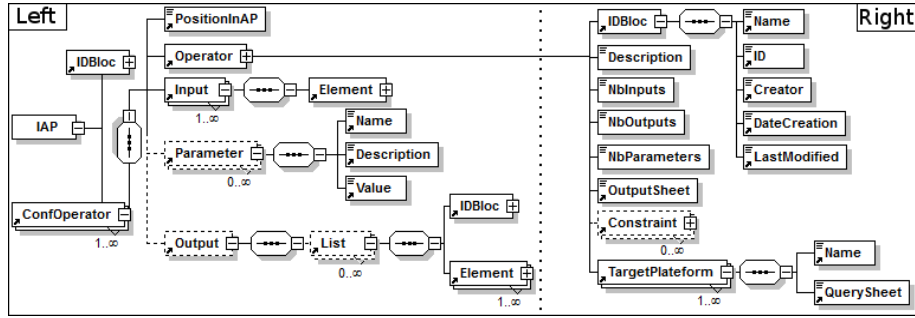 Left
PositionInAP
Operator
IDBloc
Input
1..∞
Element
IAP
Name
Parameter
0..∞
Description
Value
ConfOperator
1..∞
IDBloc
Output
List
0..∞
Element
1..∞
Right
IDBloc
Name
Description
ID
NbInputs
Creator
NbOutputs
DateCreation
NbParameters
LastModified
OutputSheet
Constraint
0..∞
TargetPlateform
1..∞
Name
QuerySheet